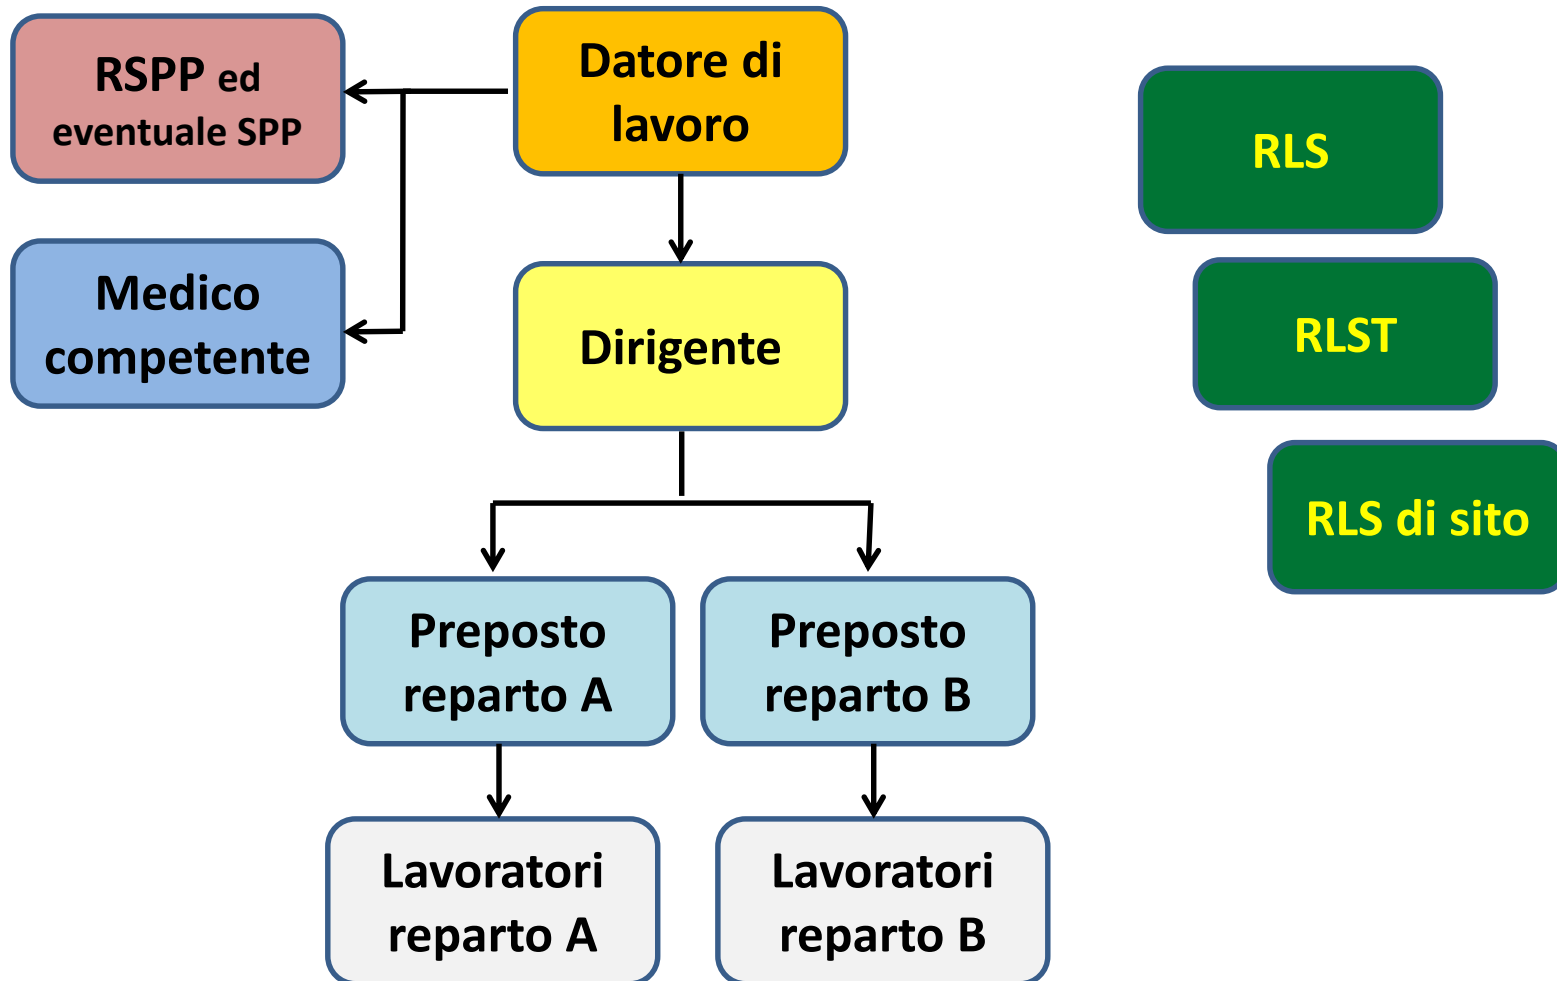 RSPP ed
eventuale SPP
Datore di
lavoro
RLS
Medico
competente
Dirigente
RLST
RLS di sito
Preposto
reparto A
Preposto
reparto B
Lavoratori
reparto A
Lavoratori
reparto B